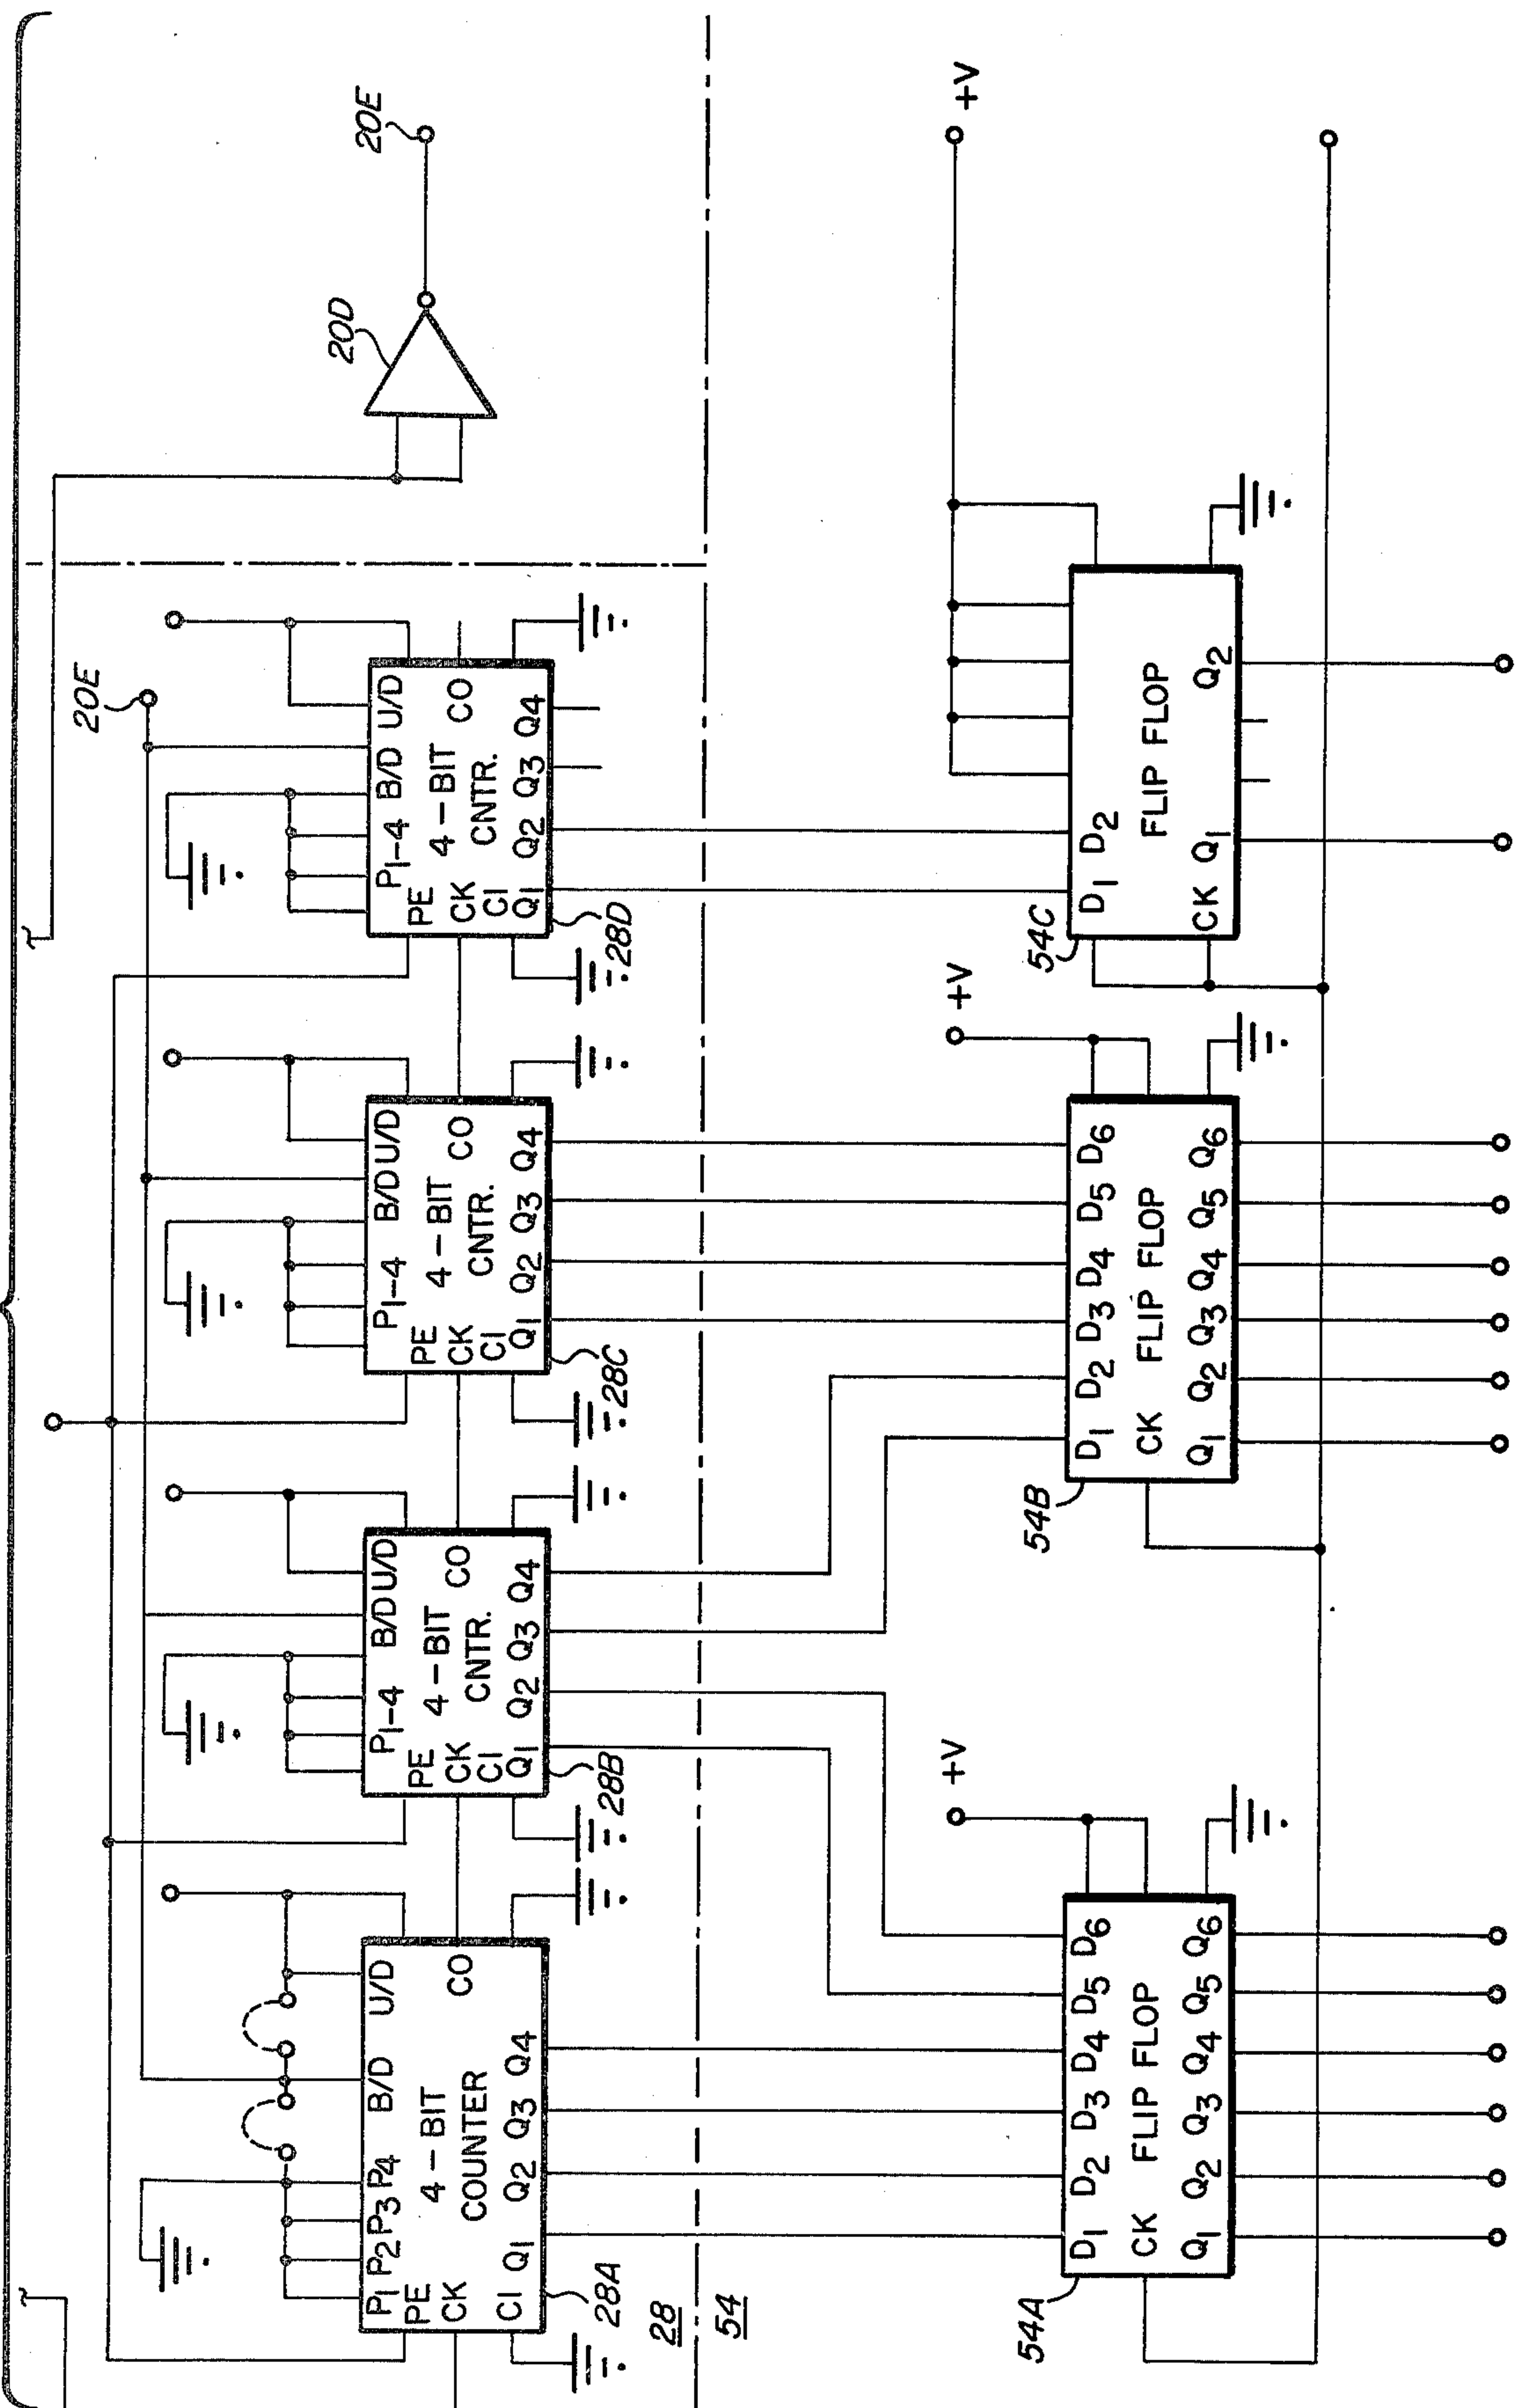 20E
20E
20D
P1 P2 P3 P4 B/D U/D
PE 4-BIT
CK COUNTER CO
CI Q1 Q2 Q3 Q4
28A
P1-4 B/D U/D
PE 4-BIT
CK CNTR. CO
CI
Q1 Q2 Q3 Q4
28B
P1-4 B/D U/D
PE 4-BIT
CK CNTR. CO
CI
Q1 Q2 Q3 Q4
28C
P1-4 B/D U/D
PE 4-BIT
CK CNTR. CO
CI
Q1 Q2 Q3 Q4
28D
28
54
+V
54A
D1 D2 D3 D4 D5 D6
CK FLIP FLOP
Q1 Q2 Q3 Q4 Q5 Q6
+V
54B
D1 D2 D3 D4 D5 D6
CK FLIP FLOP
Q1 Q2 Q3 Q4 Q5 Q6
+V
54C
D1 D2
FLIP FLOP
CK Q1 Q2